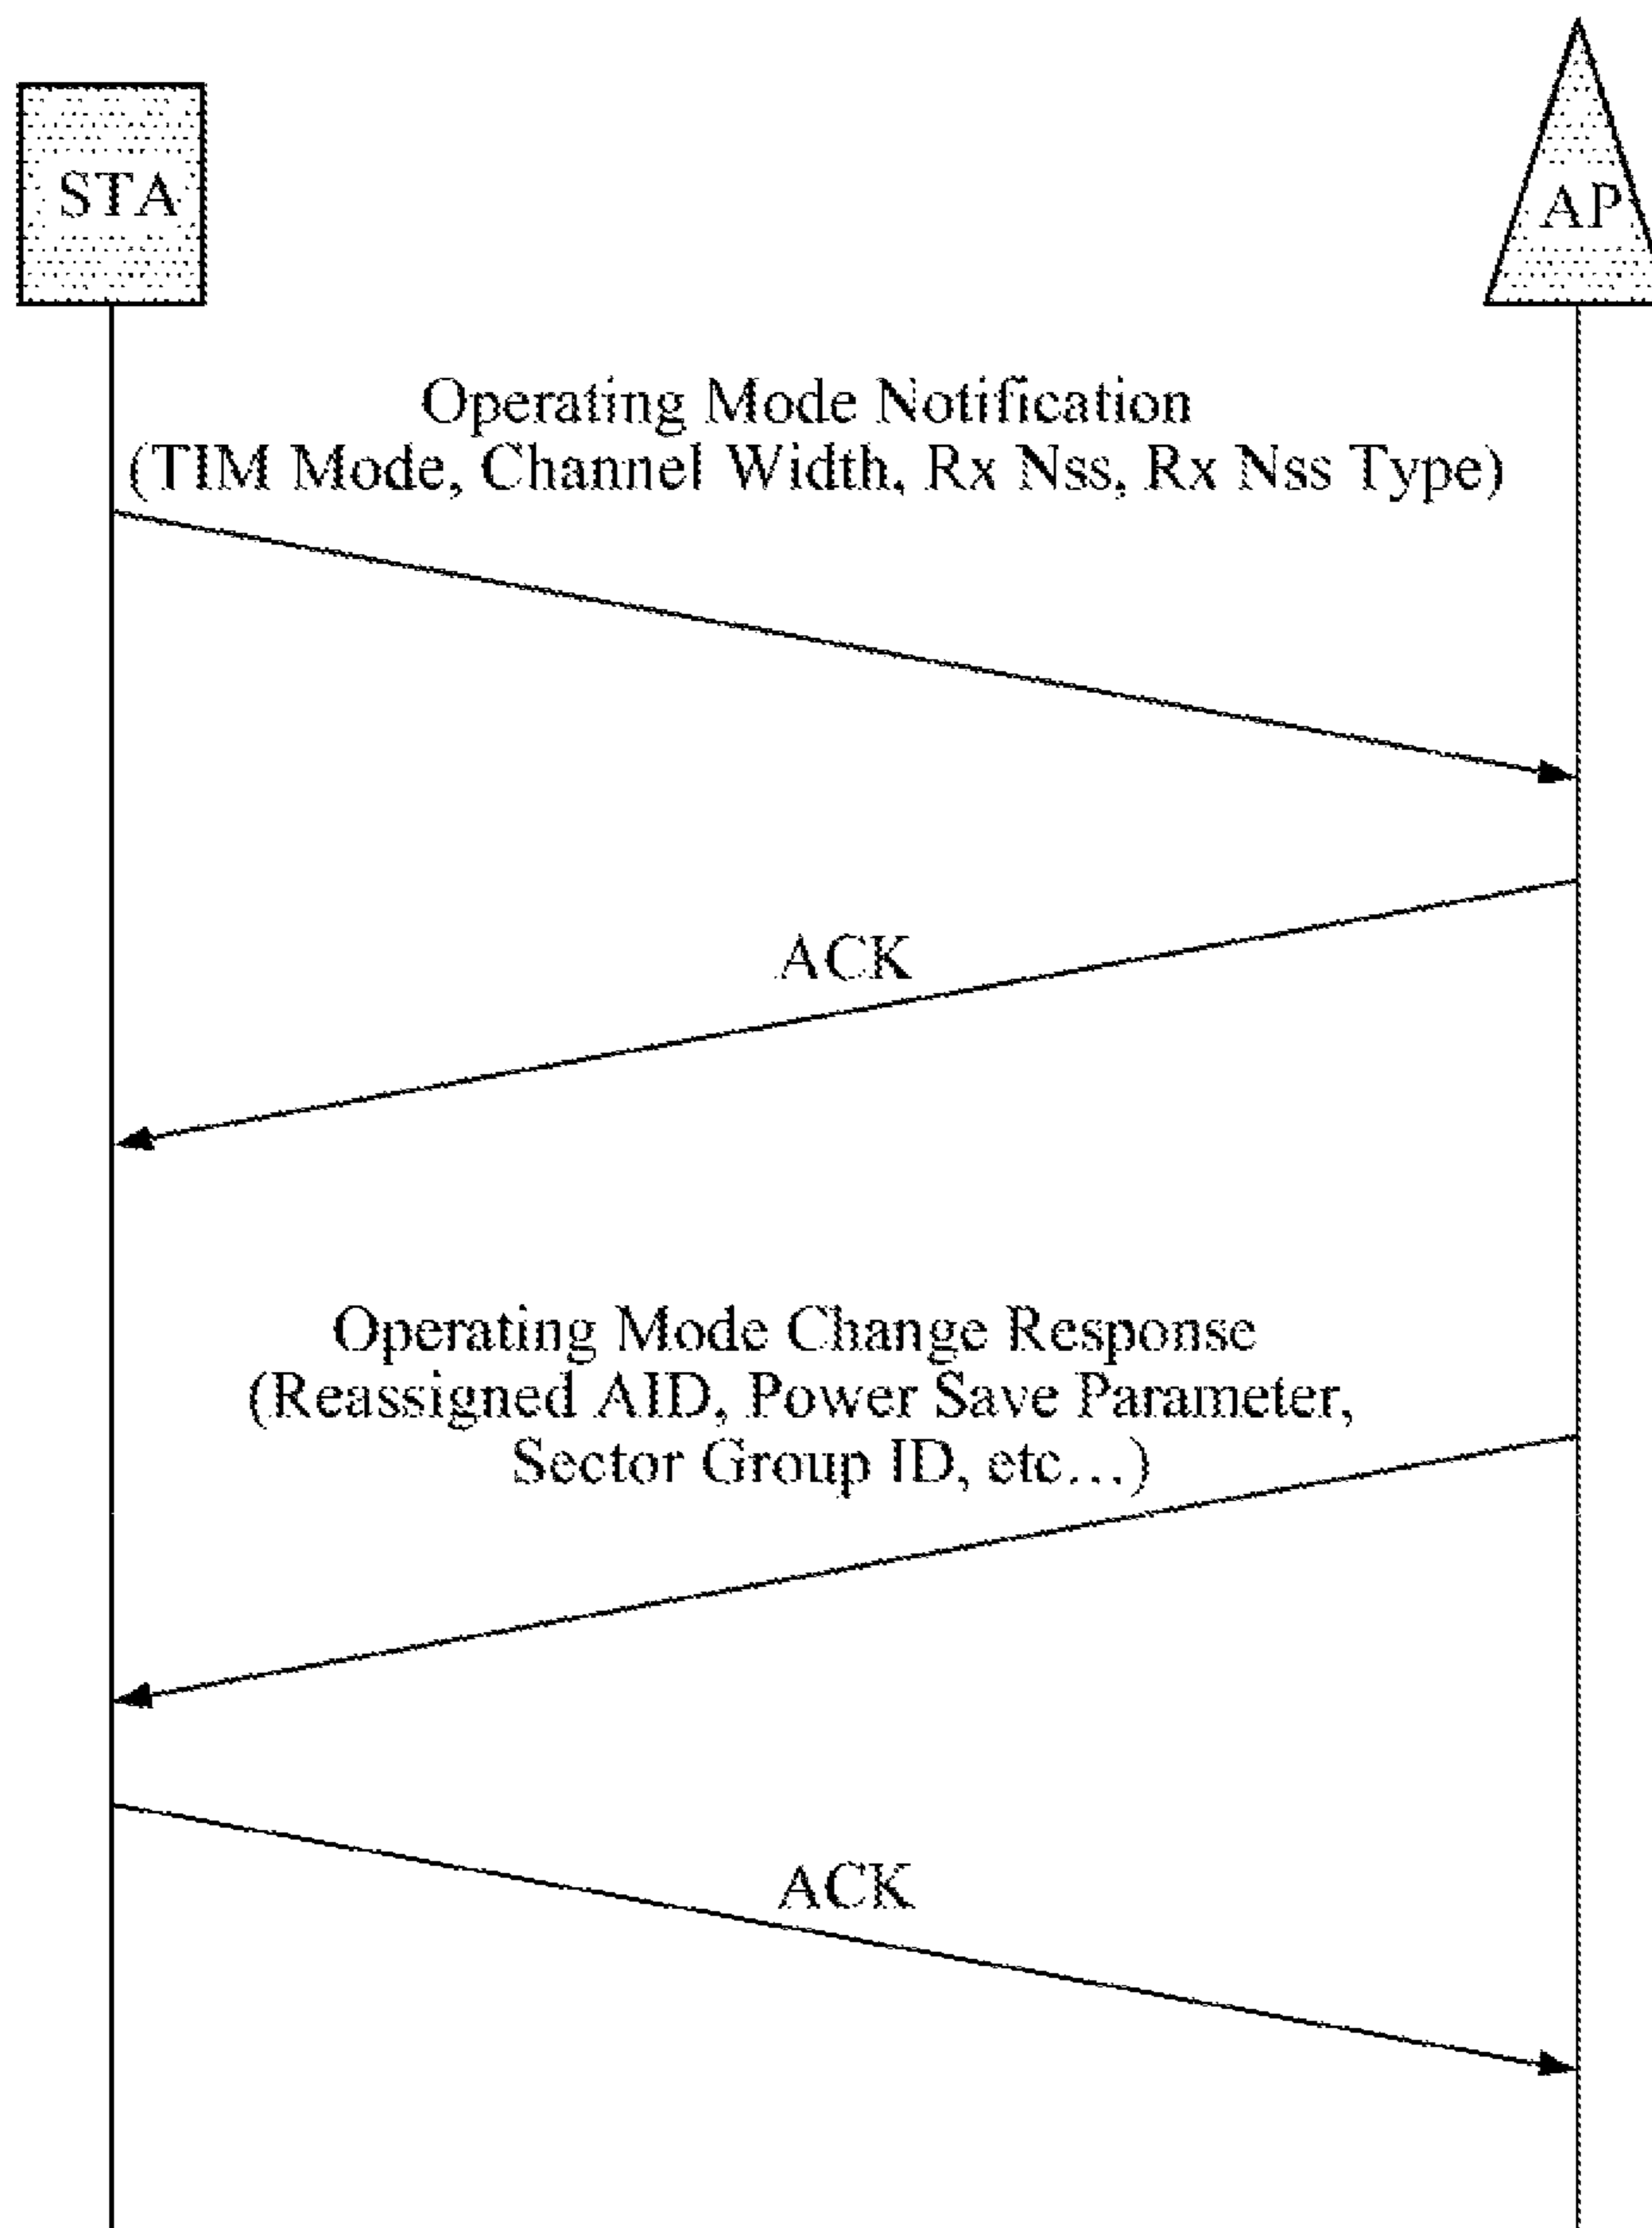 STA
AP
Operating Mode Notification
(TIM Mode, Channel Width, Rx Nss, Rx Nss Type)
ACK
Operating Mode Change Response
(Reassigned AID, Power Save Parameter,
Sector Group ID, etc...)
ACK